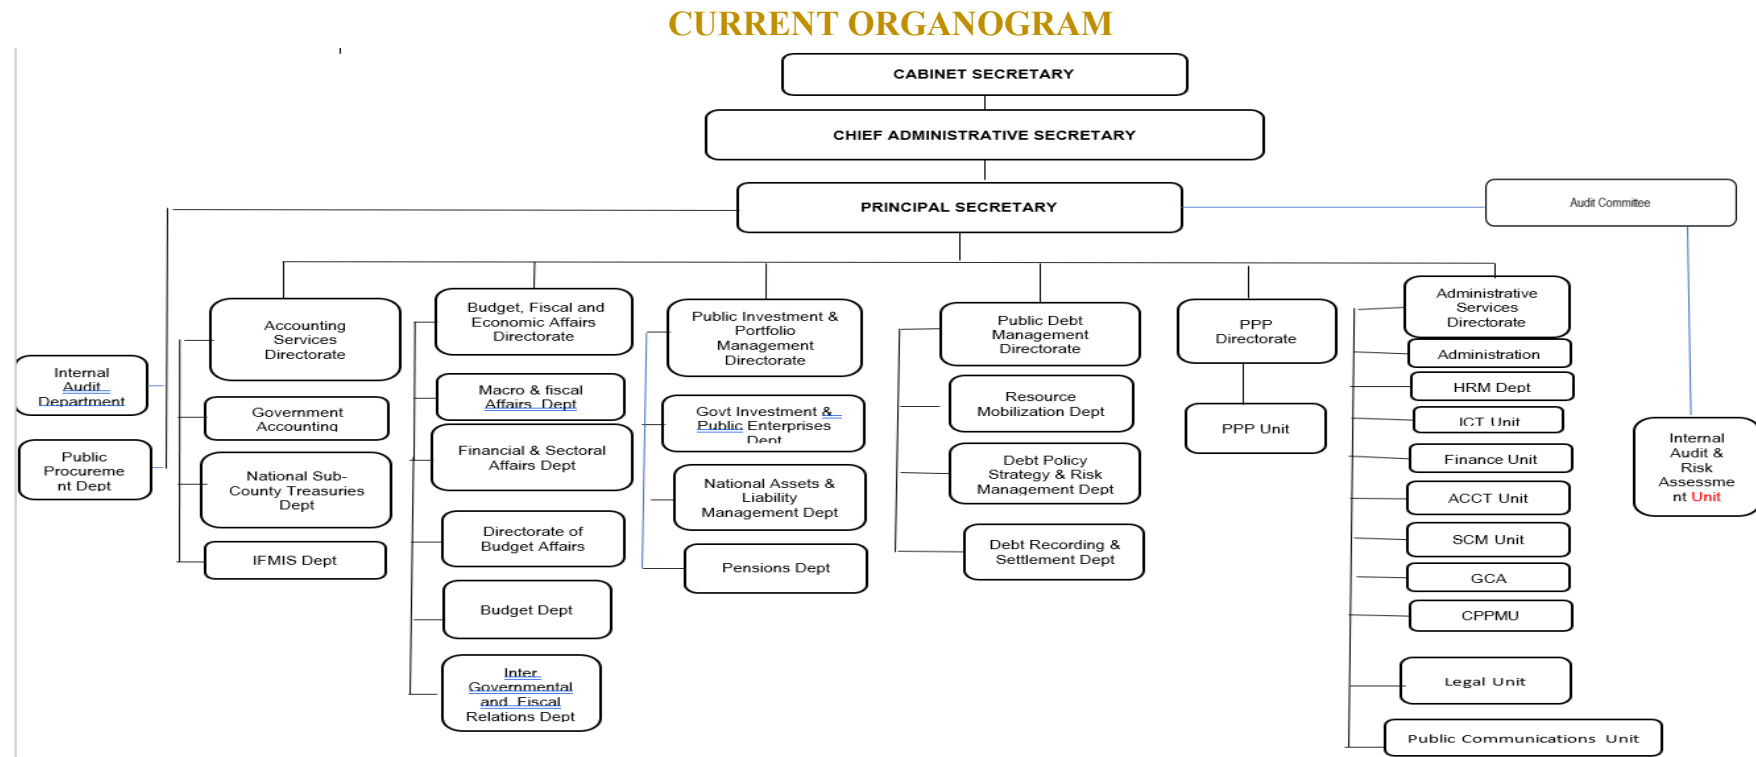 CURRENT ORGANOGRAM
CABINET SECRETARY
CHIEF ADMINISTRATIVE SECRETARY
PRINCIPAL SECRETARY
Audit Committee
Internal
Audit
Department
Public
Procureme
nt Dept
Accounting
Services
Directorate
Government
Accounting
National Sub-
County Treasuries
Dept
IFMIS Dept
Budget, Fiscal and
Economic Affairs
Directorate
Macro & fiscal
Affairs Dept
Financial & Sectoral
Affairs Dept
Directorate of
Budget Affairs
Budget Dept
Inter
Governmental
and Fiscal
Relations Dept
Public Investment &
Portfolio
Management
Directorate
Govt Investment &
Public Enterprises
Dept
National Assets &
Liability
Management Dept
Pensions Dept
Public Debt
Management
Directorate
Resource
Mobilization Dept
Debt Policy
Strategy & Risk
Management Dept
Debt Recording &
Settlement Dept
PPP
Directorate
PPP Unit
Administrative
Services
Directorate
Administration
HRM Dept
ICT Unit
Finance Unit
ACCT Unit
SCM Unit
GCA
CPPMU
Legal Unit
Public Communications Unit
Internal
Audit &
Risk
Assessme
nt Unit